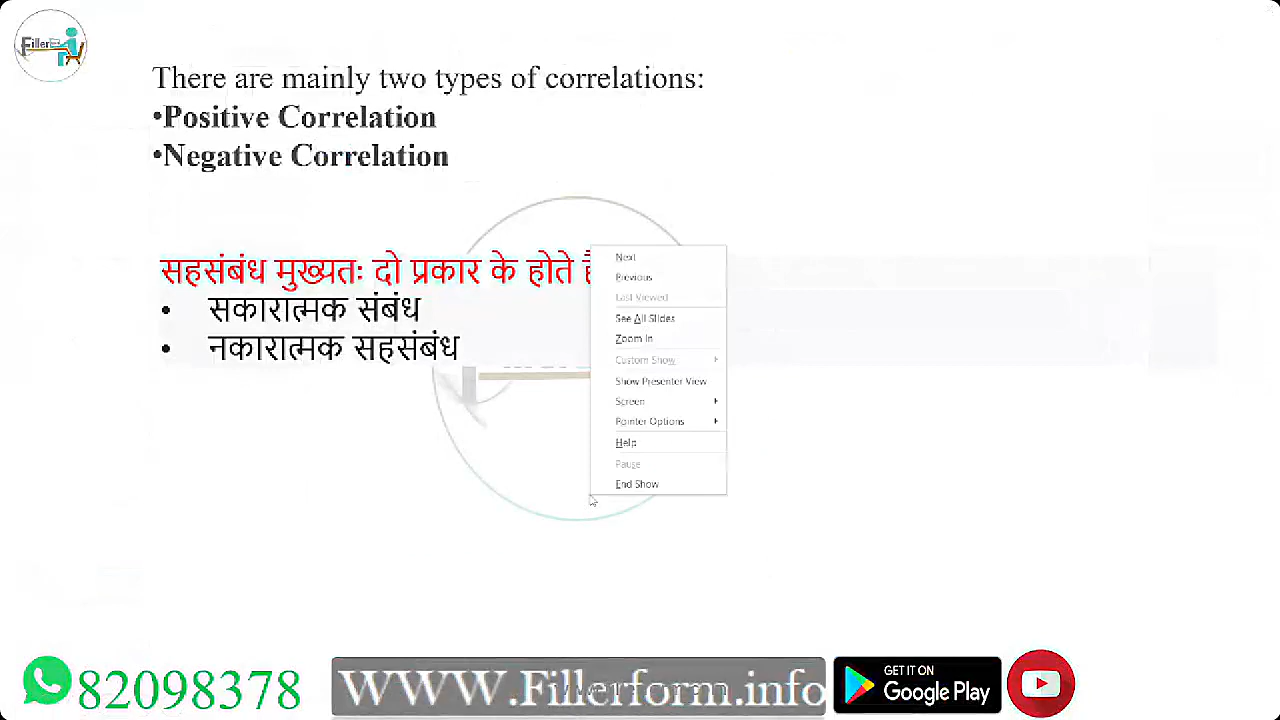 Filler
There are mainly two types of correlations:
•Positive Correlation
•Negative Correlation
सहसंबंध मुख्यतः दो प्रकार के होते
• सकारात्मक संबंध
• नकारात्मक सहसंबंध
Next
Previous
Last Viewed
See All Slides
Zoom In
Custom Show
Show Presenter View
Screen
Pointer Options
Help
Pause
End Show
82098378
WWW.Fillerform.info
GET IT ON
Google Play